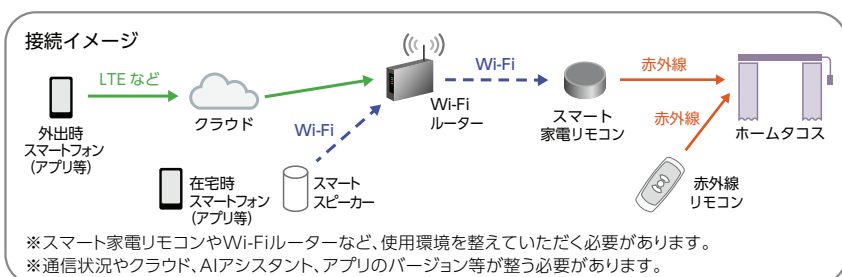 接続イメージ
LTE など
Wi-Fi
赤外線
外出時
スマートフォン
(アプリ等)
クラウド
Wi-Fi
Wi-Fi
ルーター
スマート
家電リモコン
赤外線
ホームタコス
在宅時
スマートフォン
(アプリ等)
スマート
スピーカー
赤外線
リモコン
※スマート家電リモコンやWi-Fiルーターなど、使用環境を整えていただく必要があります。
※通信状況やクラウド、AIアシスタント、アプリのバージョン等が整う必要があります。